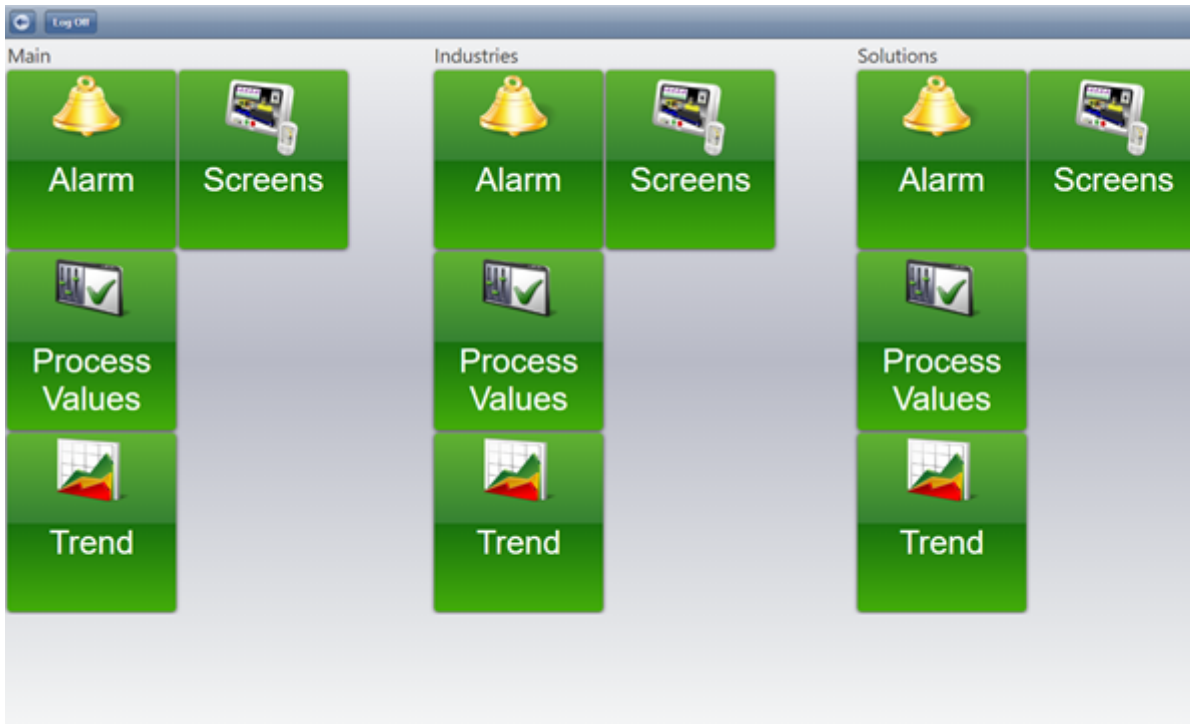 Log Off
Main
Industries
Solutions
Alarm
Screens
Alarm
Screens
Alarm
Screens
Process
Values
Process
Values
Process
Values
Trend
Trend
Trend